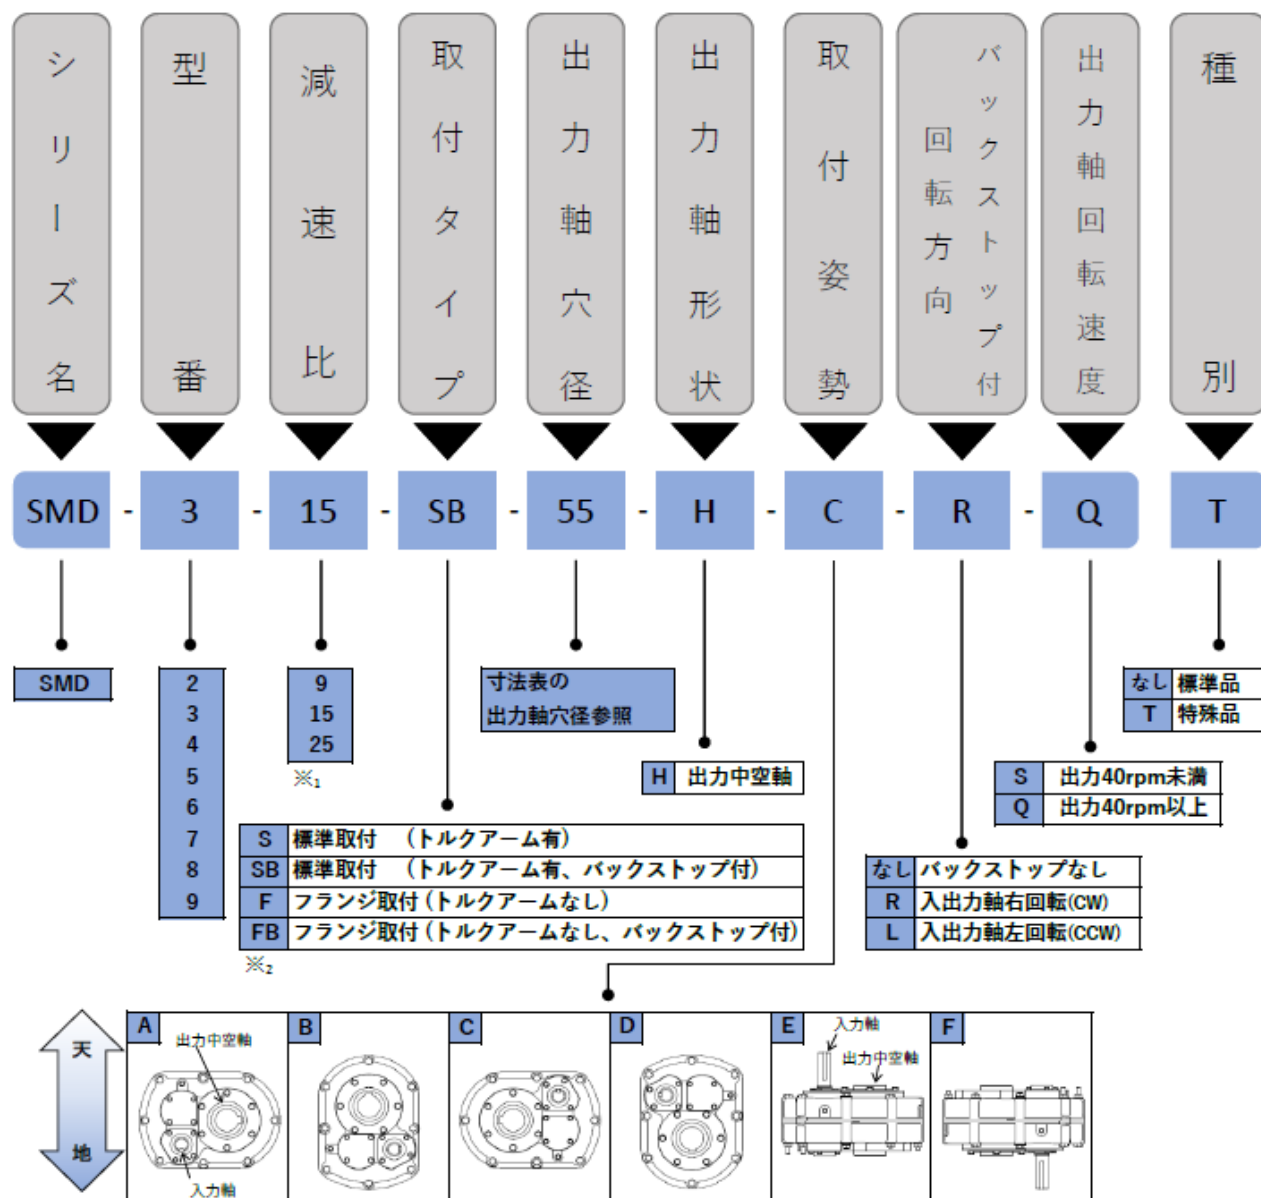 シリーズ名
型番
減速比
取付タイプ
出力軸穴径
出力軸形状
取付姿勢
バックストップ付
回転方向
出力軸回転速度
種別
SMD - 3 - 15 - SB - 55 - H - C - R - Q T
SMD
2
3
4
5
6
7
8
9
9
15
25
※1
寸法表の
出力軸穴径参照
H 出力中空軸
なし 標準品
T 特殊品
S 出力40rpm未満
Q 出力40rpm以上
S 標準取付 (トルクアーム有)
SB 標準取付 (トルクアーム有、バックストップ付)
F フランジ取付 (トルクアームなし)
FB フランジ取付 (トルクアームなし、バックストップ付)
※2
なし バックストップなし
R 入出力軸右回転(CW)
L 入出力軸左回転(CCW)
天
地
A
出力中空軸
入力軸
B
C
D
E
入力軸
出力中空軸
F